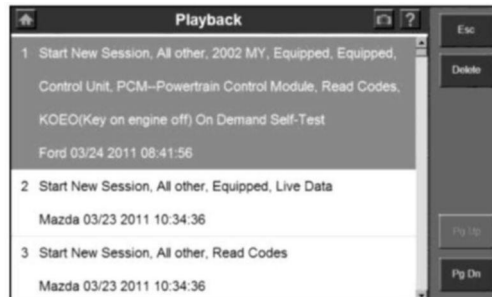 Playback
?
Esc
Delete
1 Start New Session, All other, 2002 MY, Equipped, Equipped,
Control Unit, PCM--Powertrain Control Module, Read Codes,
KOEO(Key on engine off) On Demand Self-Test
Ford 03/24 2011 08:41:56
2 Start New Session, All other, Equipped, Live Data
Mazda 03/23 2011 10:34:36
3 Start New Session, All other, Read Codes
Mazda 03/23 2011 10:34:36
Pg Up
Pg Dn